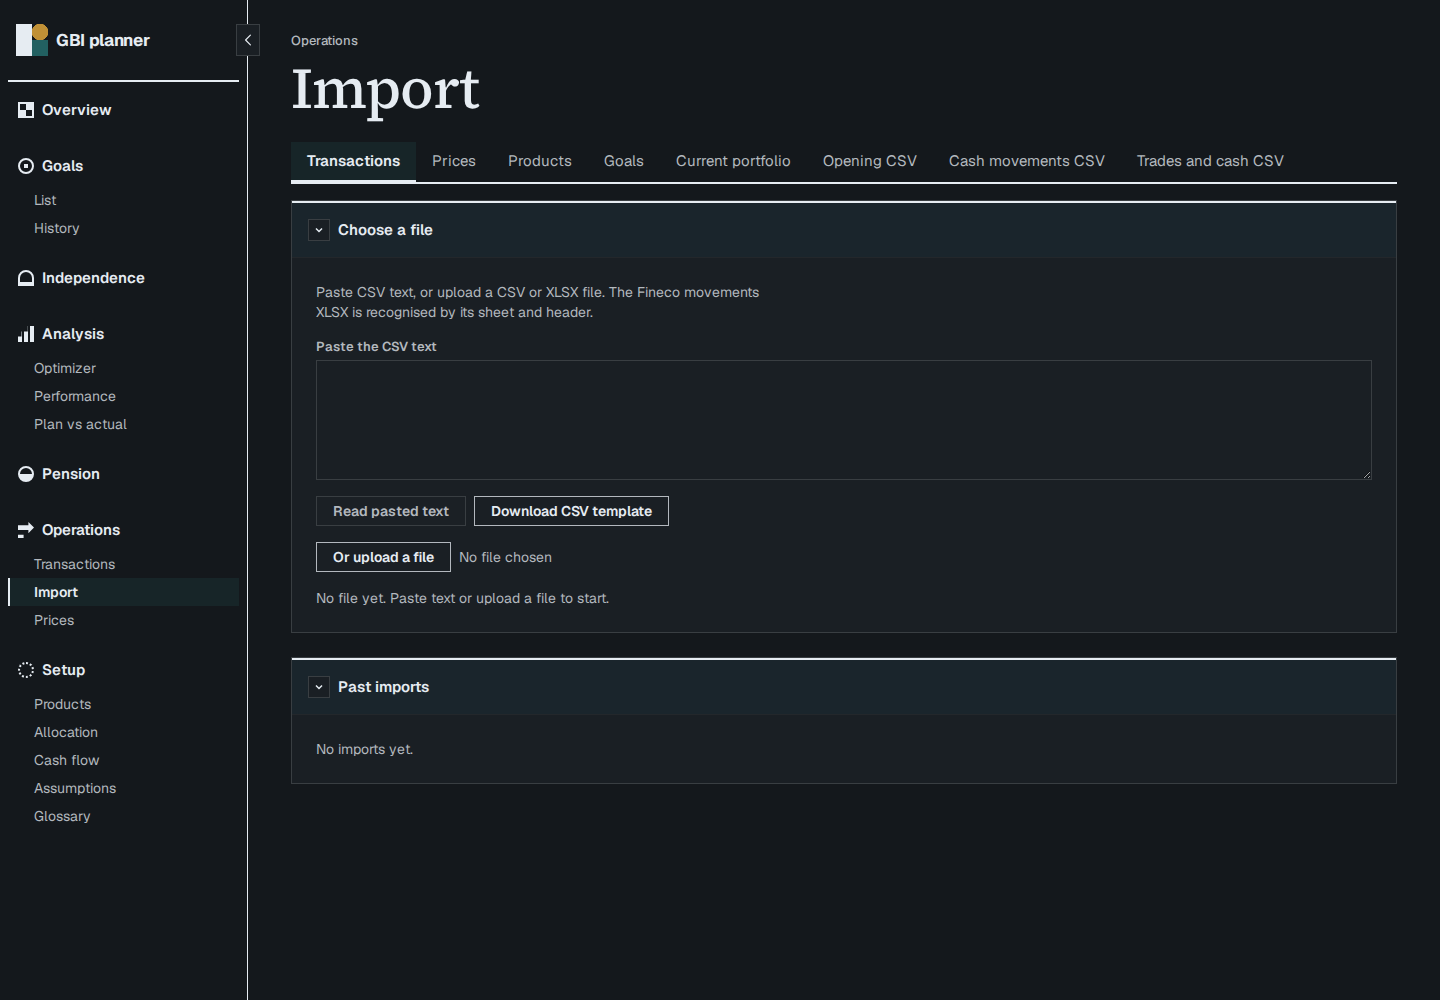 GBI planner
Overview
Goals
List
History
Independence
Analysis
Optimizer
Performance
Plan vs actual
Pension
Operations
Transactions
Import
Prices
Setup
Products
Allocation
Cash flow
Assumptions
Glossary
Operations
Import
Transactions Prices Products Goals Current portfolio Opening CSV Cash movements CSV Trades and cash CSV
Choose a file
Paste CSV text, or upload a CSV or XLSX file. The Fineco movements
XLSX is recognised by its sheet and header.
Paste the CSV text
Read pasted text Download CSV template
Or upload a file No file chosen
No file yet. Paste text or upload a file to start.
Past imports
No imports yet.